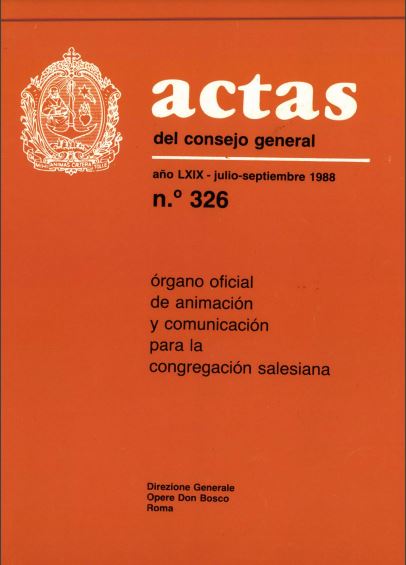 actas
del consejo general
año LXIX - julio-septiembre 1988
n.º 326
órgano oficial
de animación
y comunicación
para la
congregación salesiana
Direzione Generale
Opere Don Bosco
Roma